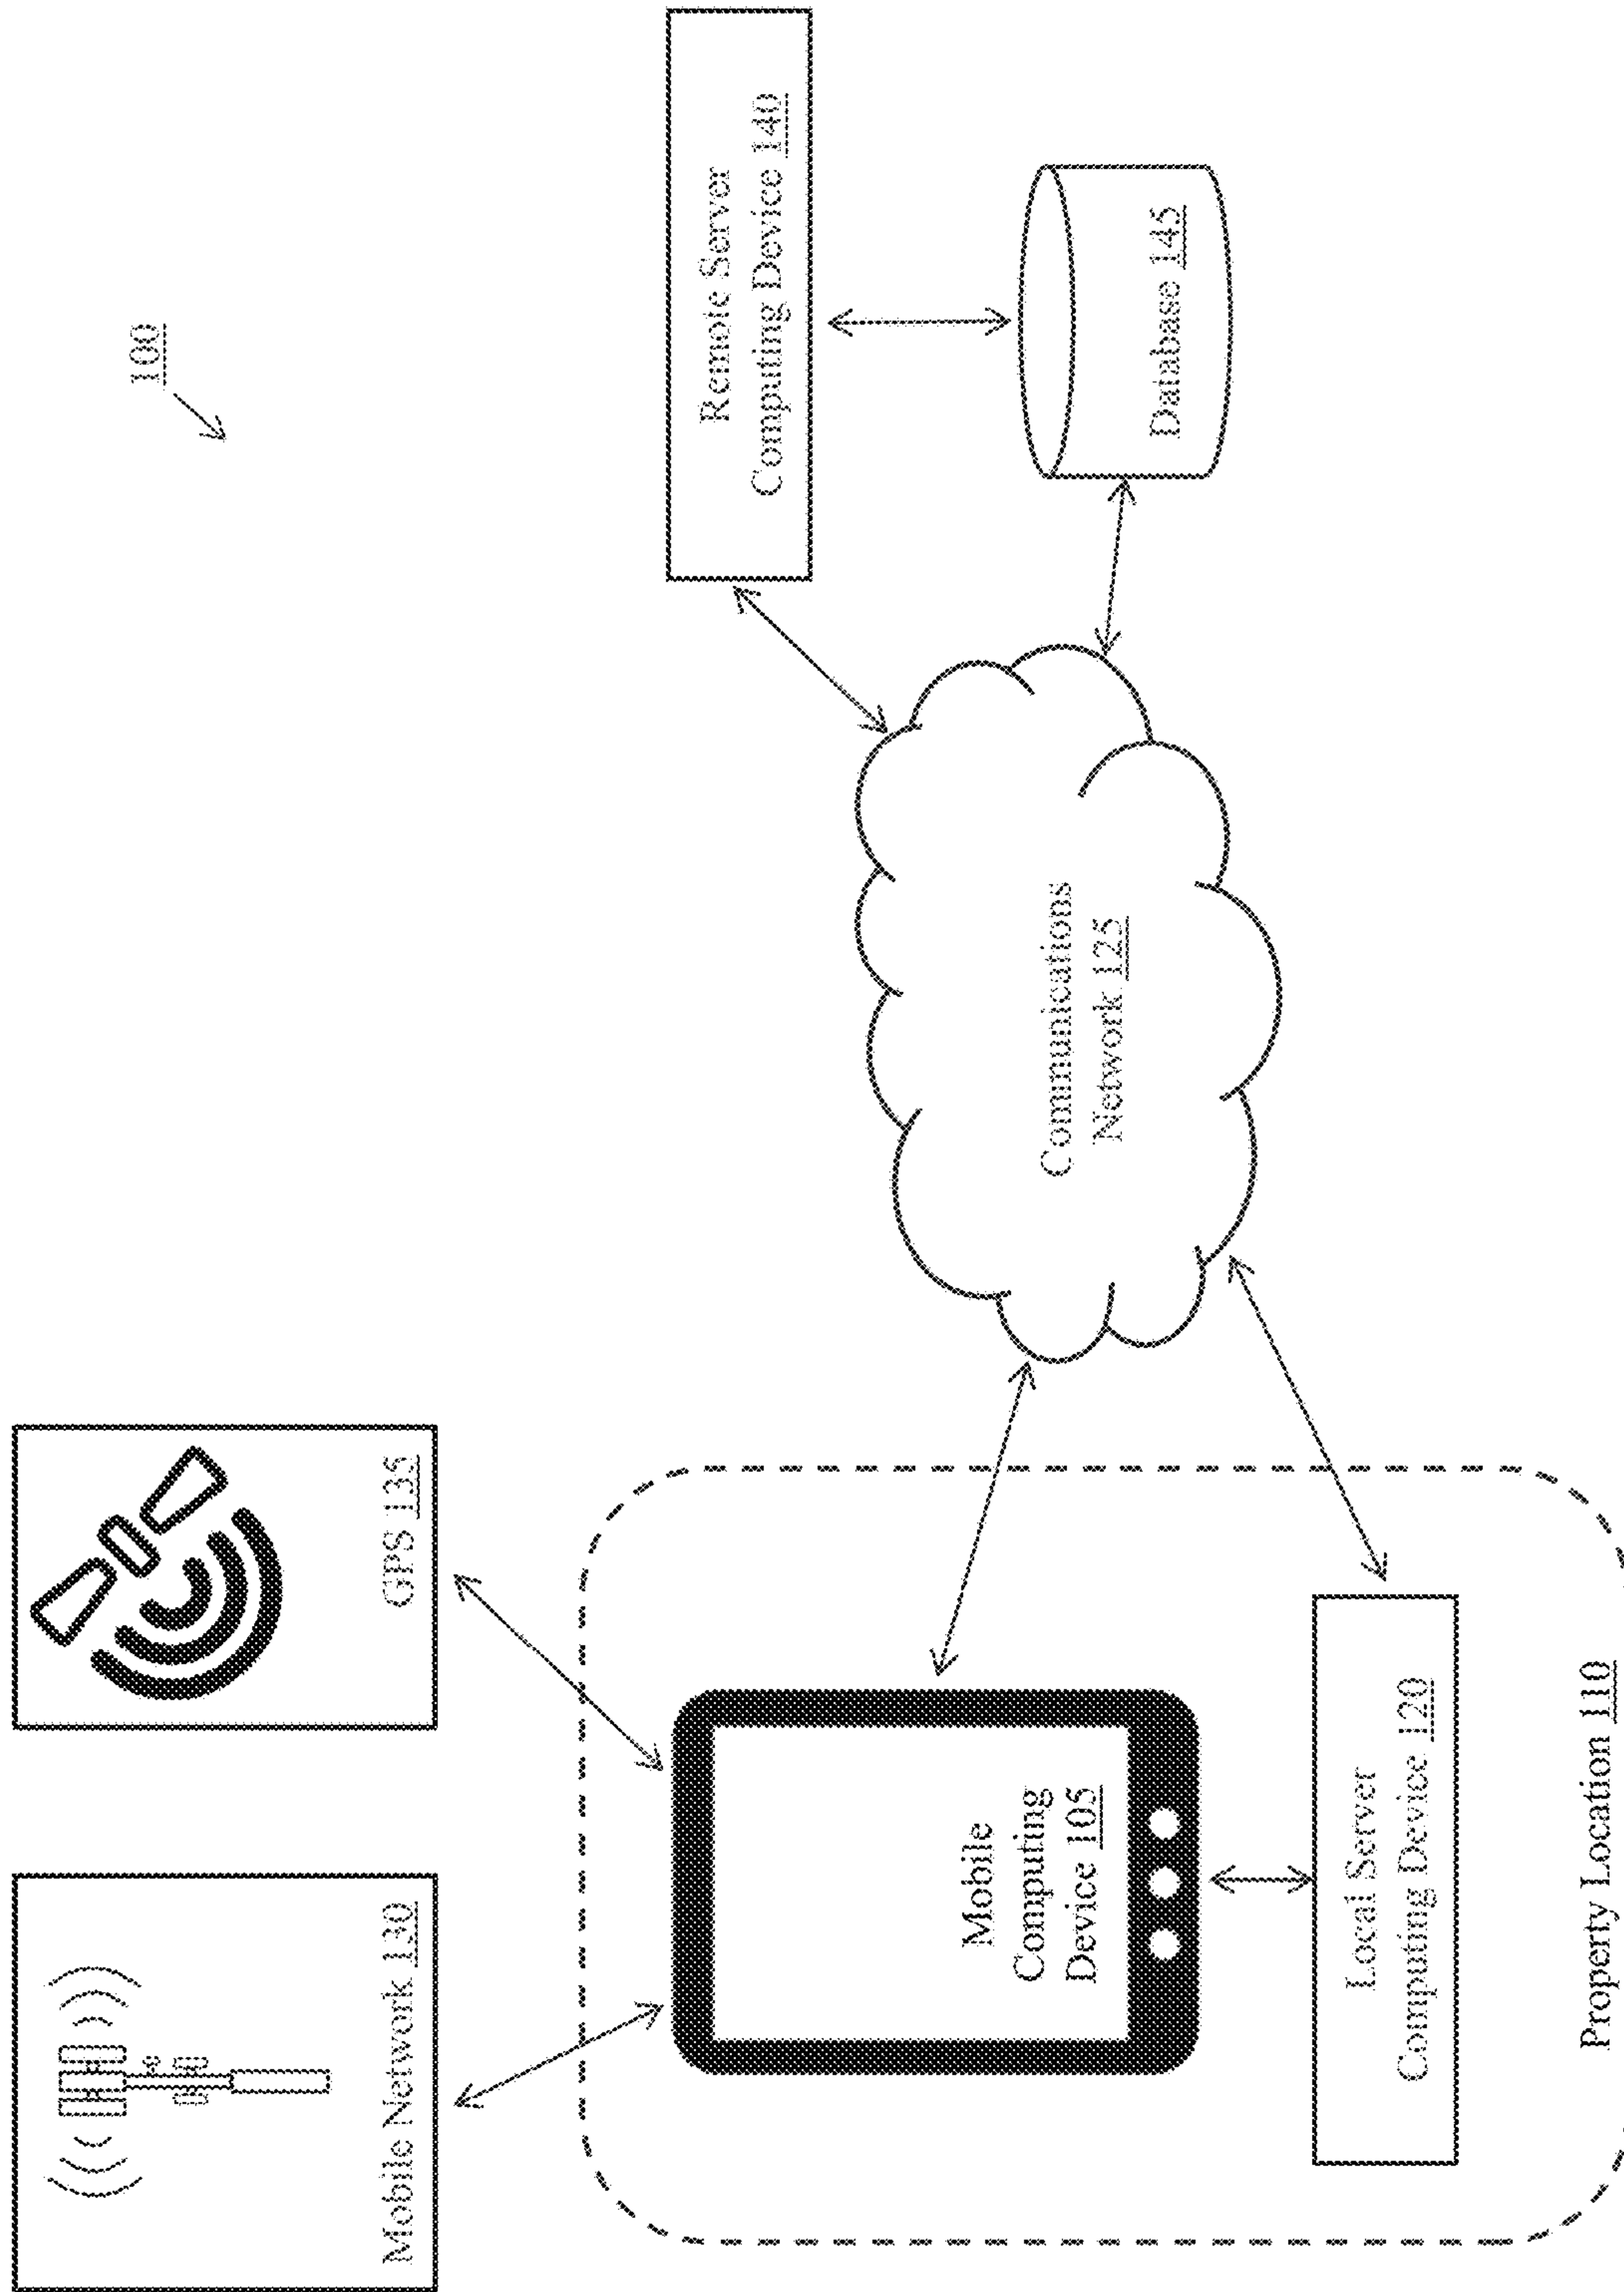 100
Mobile Network 130
GPS 135
Remote Server
Computing Device 140
Mobile
Computing
Device 105
Communications
Network 125
Database 145
Local Server
Computing Device 120
Property Location 110